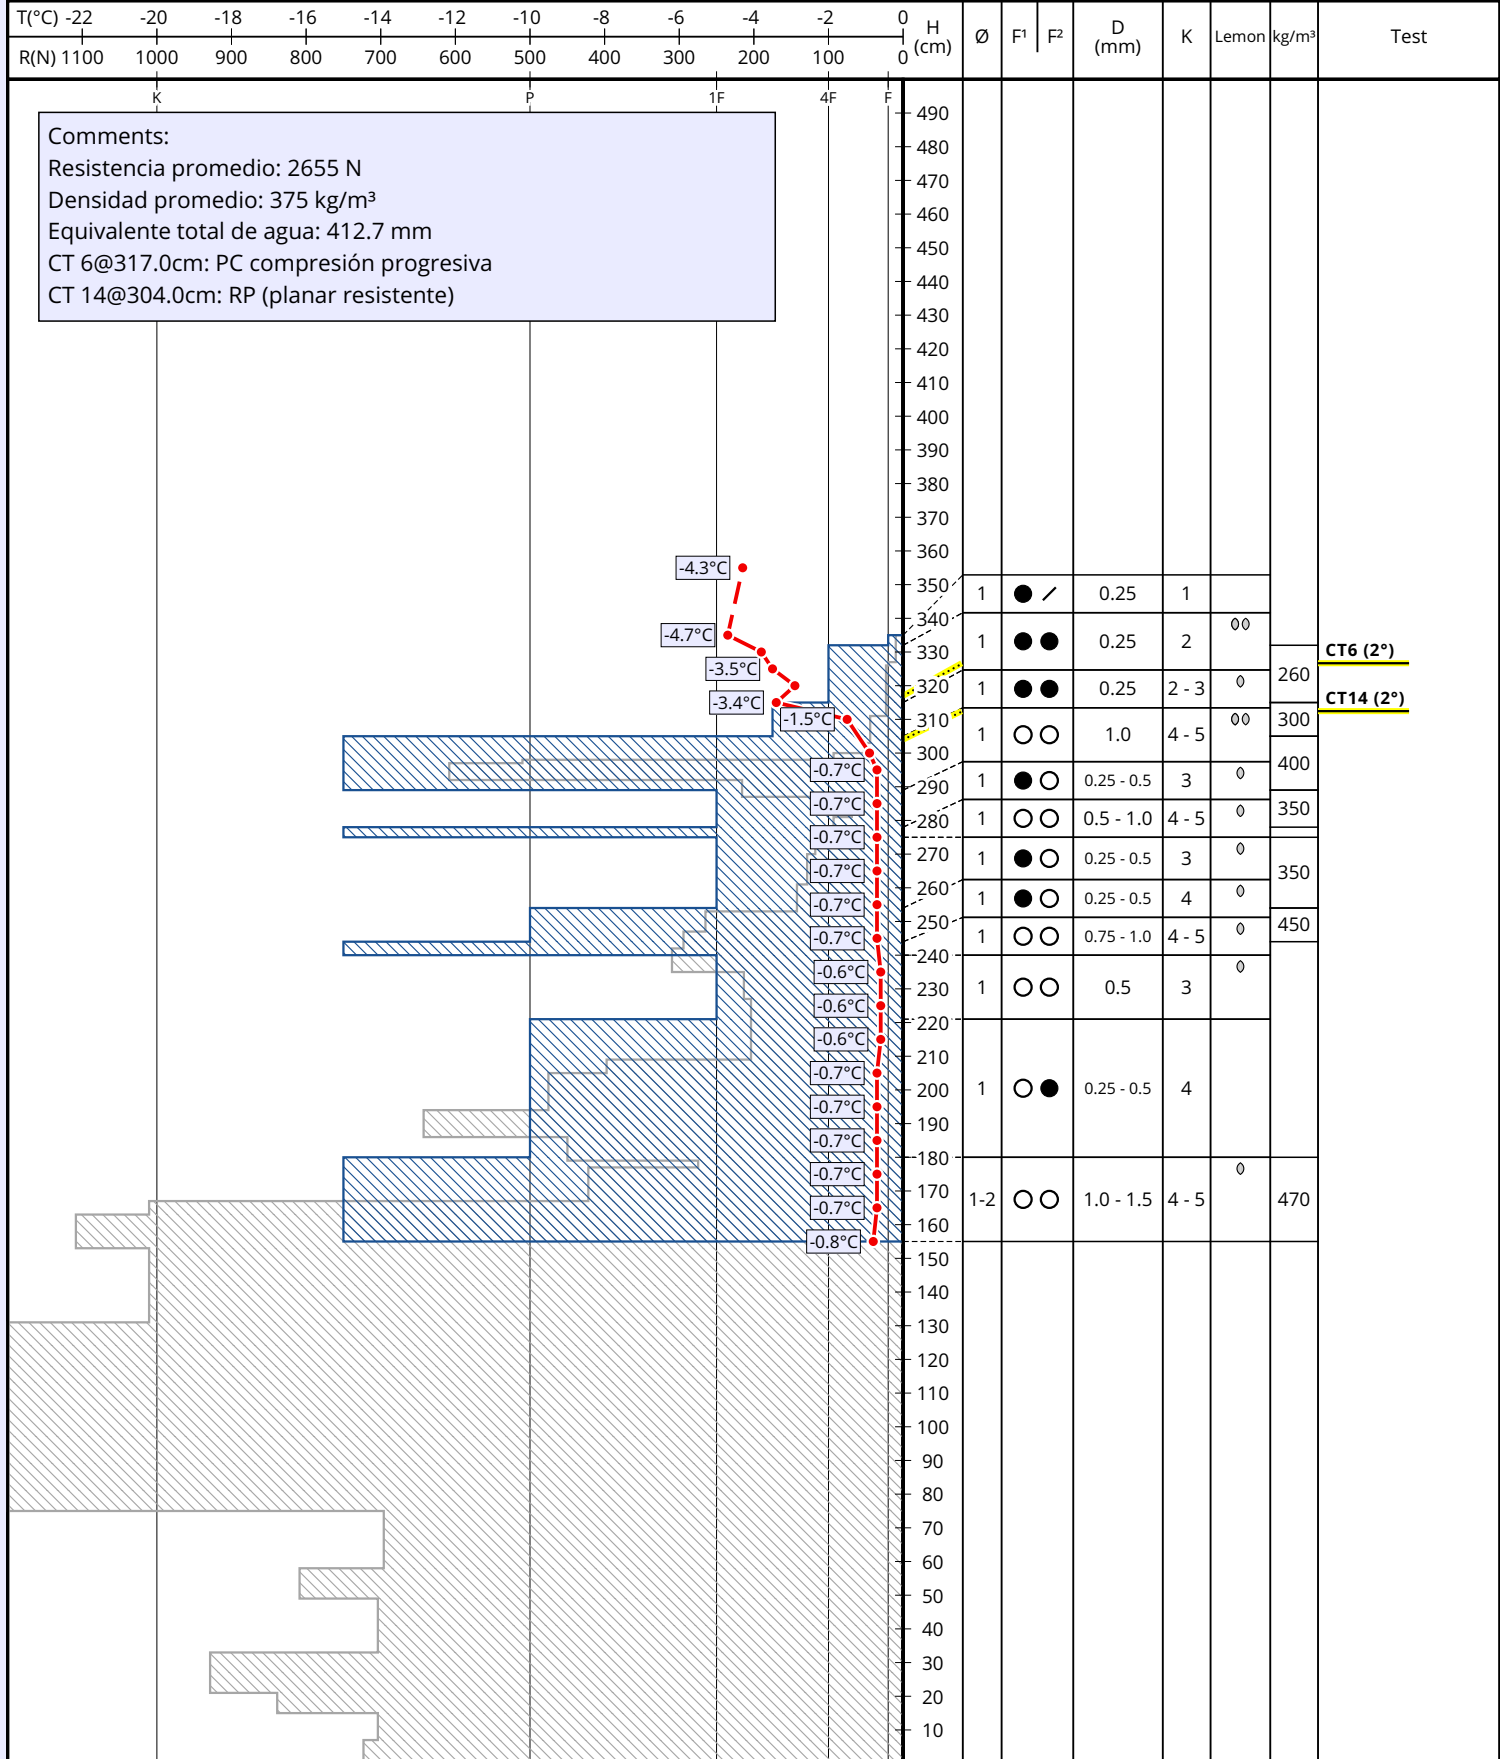 T(°C) -22 -20 -18 -16 -14 -12 -10 -8 -6 -4 -2 0
R(N) 1100 1000 900 800 700 600 500 400 300 200 100 0
H (cm) Ø F¹ F² D (mm) K Lemon kg/m³ Test
K P 1F 4F F
Comments:
Resistencia promedio: 2655 N
Densidad promedio: 375 kg/m³
Equivalente total de agua: 412.7 mm
CT 6@317.0cm: PC compresión progresiva
CT 14@304.0cm: RP (planar resistente)
490
480
470
460
450
440
430
420
410
400
390
380
370
360
350
340
330
320
310
300
290
280
270
260
250
240
230
220
210
200
190
180
170
160
150
140
130
120
110
100
90
80
70
60
50
40
30
20
10
-4.3°C
-4.7°C
-3.5°C
-3.4°C
-1.5°C
-0.7°C
-0.7°C
-0.7°C
-0.7°C
-0.7°C
-0.7°C
-0.6°C
-0.6°C
-0.6°C
-0.7°C
-0.7°C
-0.7°C
-0.7°C
-0.7°C
-0.8°C
1 0.25 1
1 0.25 2
1 0.25 2 - 3
1 1.0 4 - 5
1 0.25 - 0.5 3
1 0.5 - 1.0 4 - 5
1 0.25 - 0.5 3
1 0.25 - 0.5 4
1 0.75 - 1.0 4 - 5
1 0.5 3
1 0.25 - 0.5 4
1-2 1.0 - 1.5 4 - 5
260
300
400
350
350
450
470
CT6 (2°)
CT14 (2°)